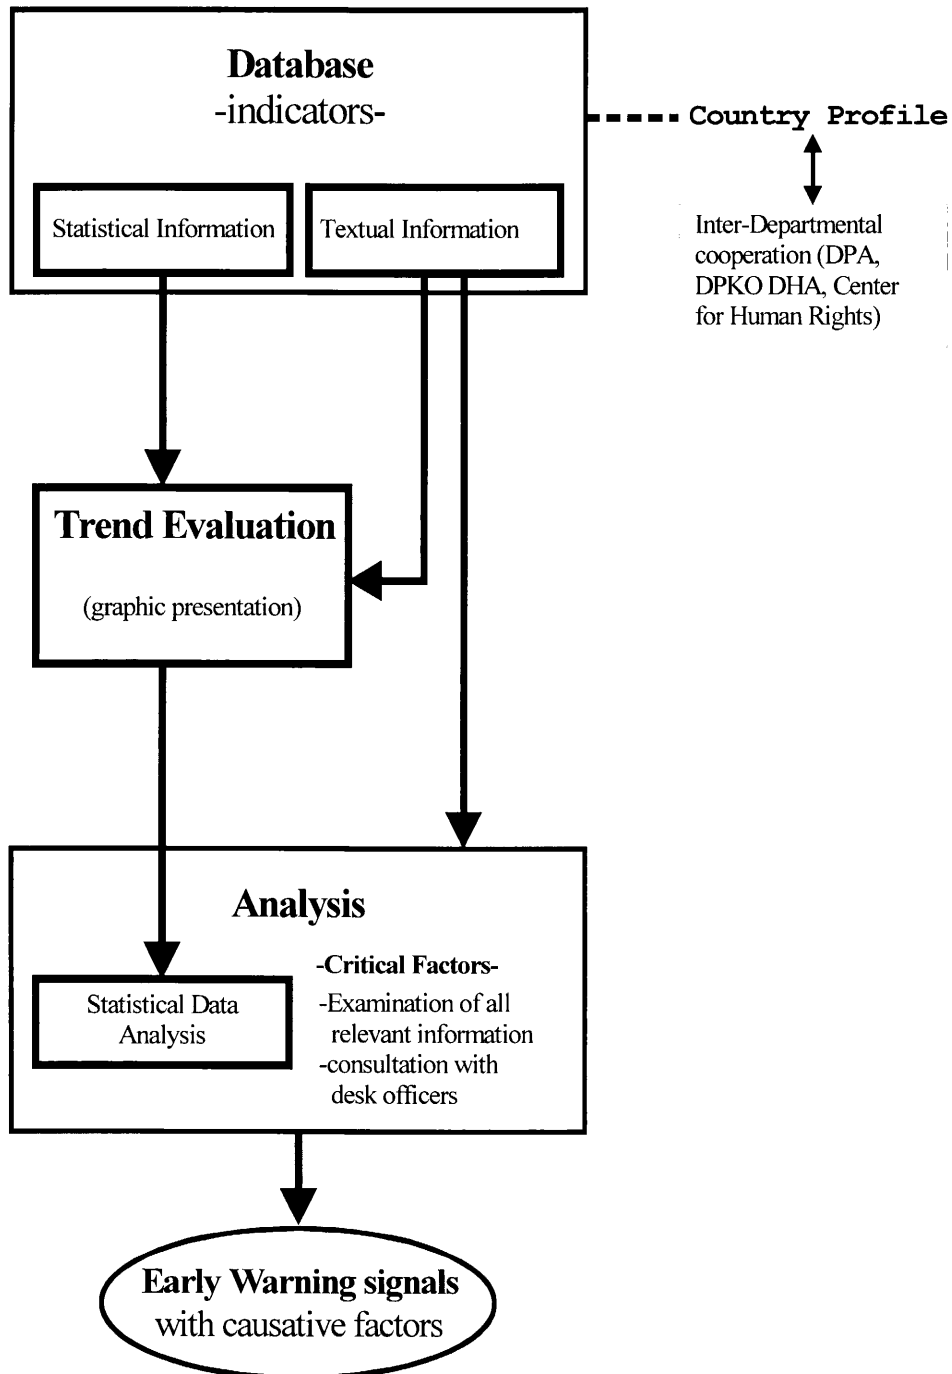 Database
-indicators-
Country Profile
Statistical Information
Textual Information
Inter-Departmental
cooperation (DPA,
DPKO DHA, Center
for Human Rights)
Trend Evaluation
(graphic presentation)
Analysis
-Critical Factors-
-Examination of all
relevant information
-consultation with
desk officers
Statistical Data
Analysis
Early Warning signals
with causative factors